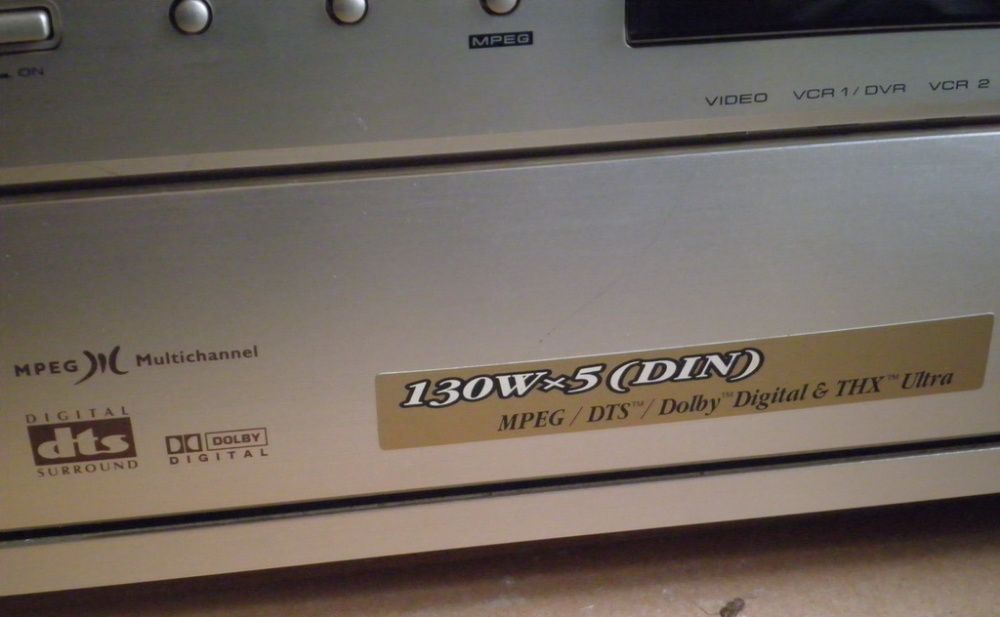 ON
MPEG
VIDEO VCR 1 / DVR VCR 2
MPEG Multichannel
DIGITAL
dts
SURROUND
DOLBY
DIGITAL
130W×5 (DIN)
MPEG / DTS™ / Dolby™ Digital & THX™ Ultra